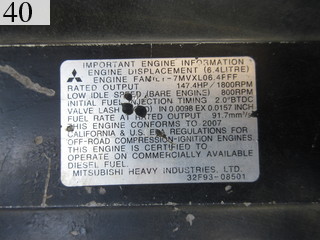 40
IMPORTANT ENGINE INFORMATION
ENGINE DISPLACEMENT (6.4LITRE)
ENGINE FAMILY-7MVXL06.4FFF
RATED OUTPUT 147.4HP/1800RPM
LOW IDLE SPEED (BARE ENGINE) 800RPM
INITIAL FUEL INJECTION TIMING 2.0°BTDC
VALVE LASH (COLD) IN 0.0098 EX 0.0157 INCH
FUEL RATE AT RATED OUTPUT 91.7mm³/
THIS ENGINE CONFORMS TO 2007
CALIFORNIA & U.S. EPA REGULATIONS FOR
OFF-ROAD COMPRESSION-IGNITION ENGINES.
THIS ENGINE IS CERTIFIED TO
OPERATE ON COMMERCIALLY AVAILABLE
DIESEL FUEL.
MITSUBISHI HEAVY INDUSTRIES, LTD.
32F93-08501